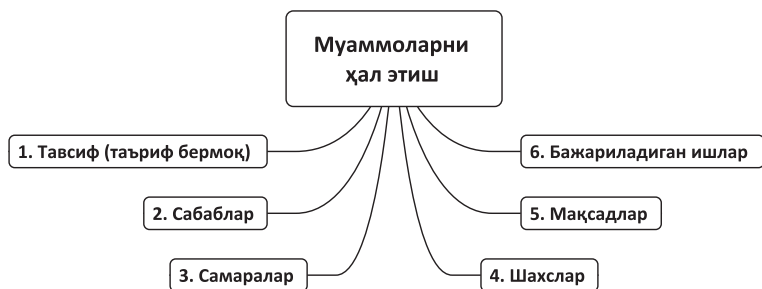 Муаммоларни
ҳал этиш
1. Тавсиф (таъриф бермоқ)
2. Сабаблар
3. Самаралар
4. Шахслар
5. Мақсадлар
6. Бажариладиган ишлар